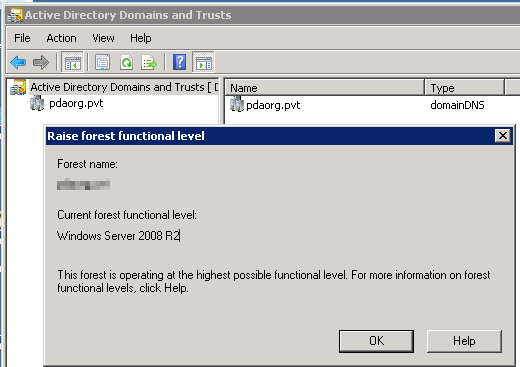 Active Directory Domains and Trusts
File Action View Help
Active Directory Domains and Trusts [ D
pdaorg.pvt
Name Type
pdaorg.pvt domainDNS
Raise forest functional level
Forest name:
Current forest functional level:
Windows Server 2008 R2
This forest is operating at the highest possible functional level. For more information on forest
functional levels, click Help.
OK Help